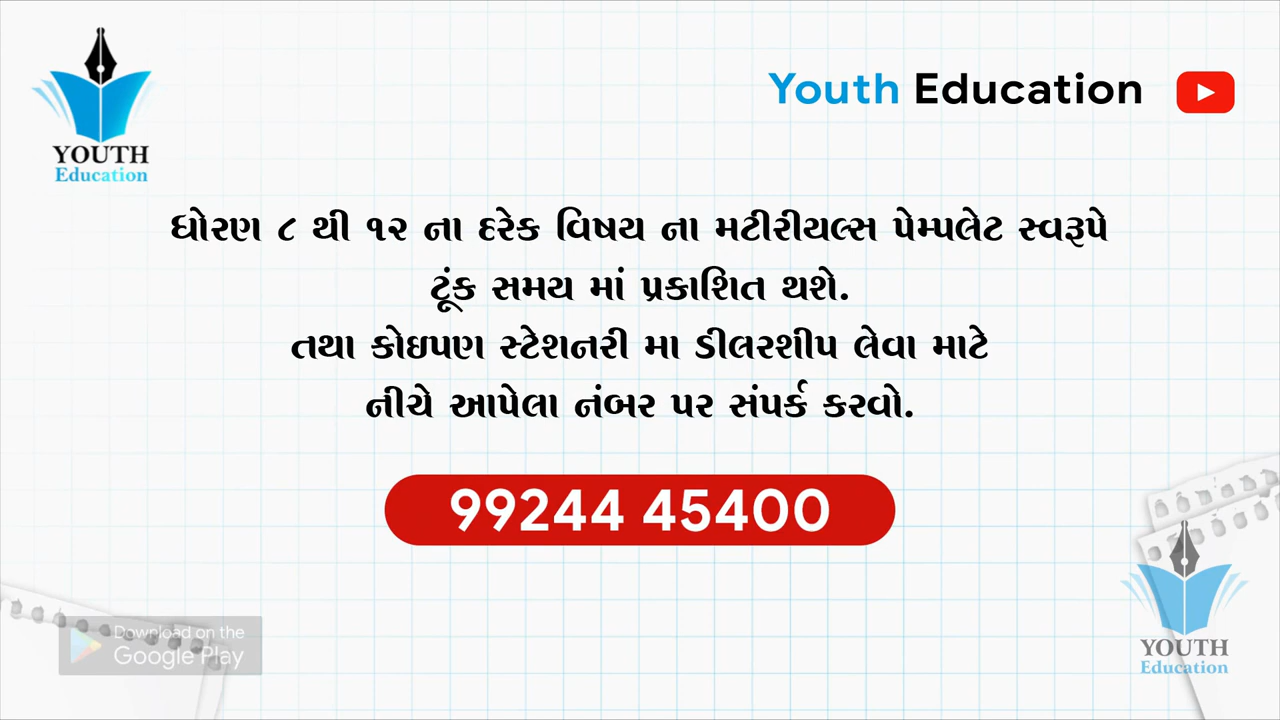 YOUTH
Education
Youth Education
ધોરણ ૮ થી ૧૨ ના દરેક વિષય ના મટીરીયલ્સ પેમ્પલેટ સ્વરૂપે
ટૂંક સમય માં પ્રકાશિત થશે.
તથા કોઇપણ સ્ટેશનરી મા ડીલરશીપ લેવા માટે
નીચે આપેલા નંબર પર સંપર્ક કરવો.
99244 45400
Download on the
Google Play
YOUTH
Education